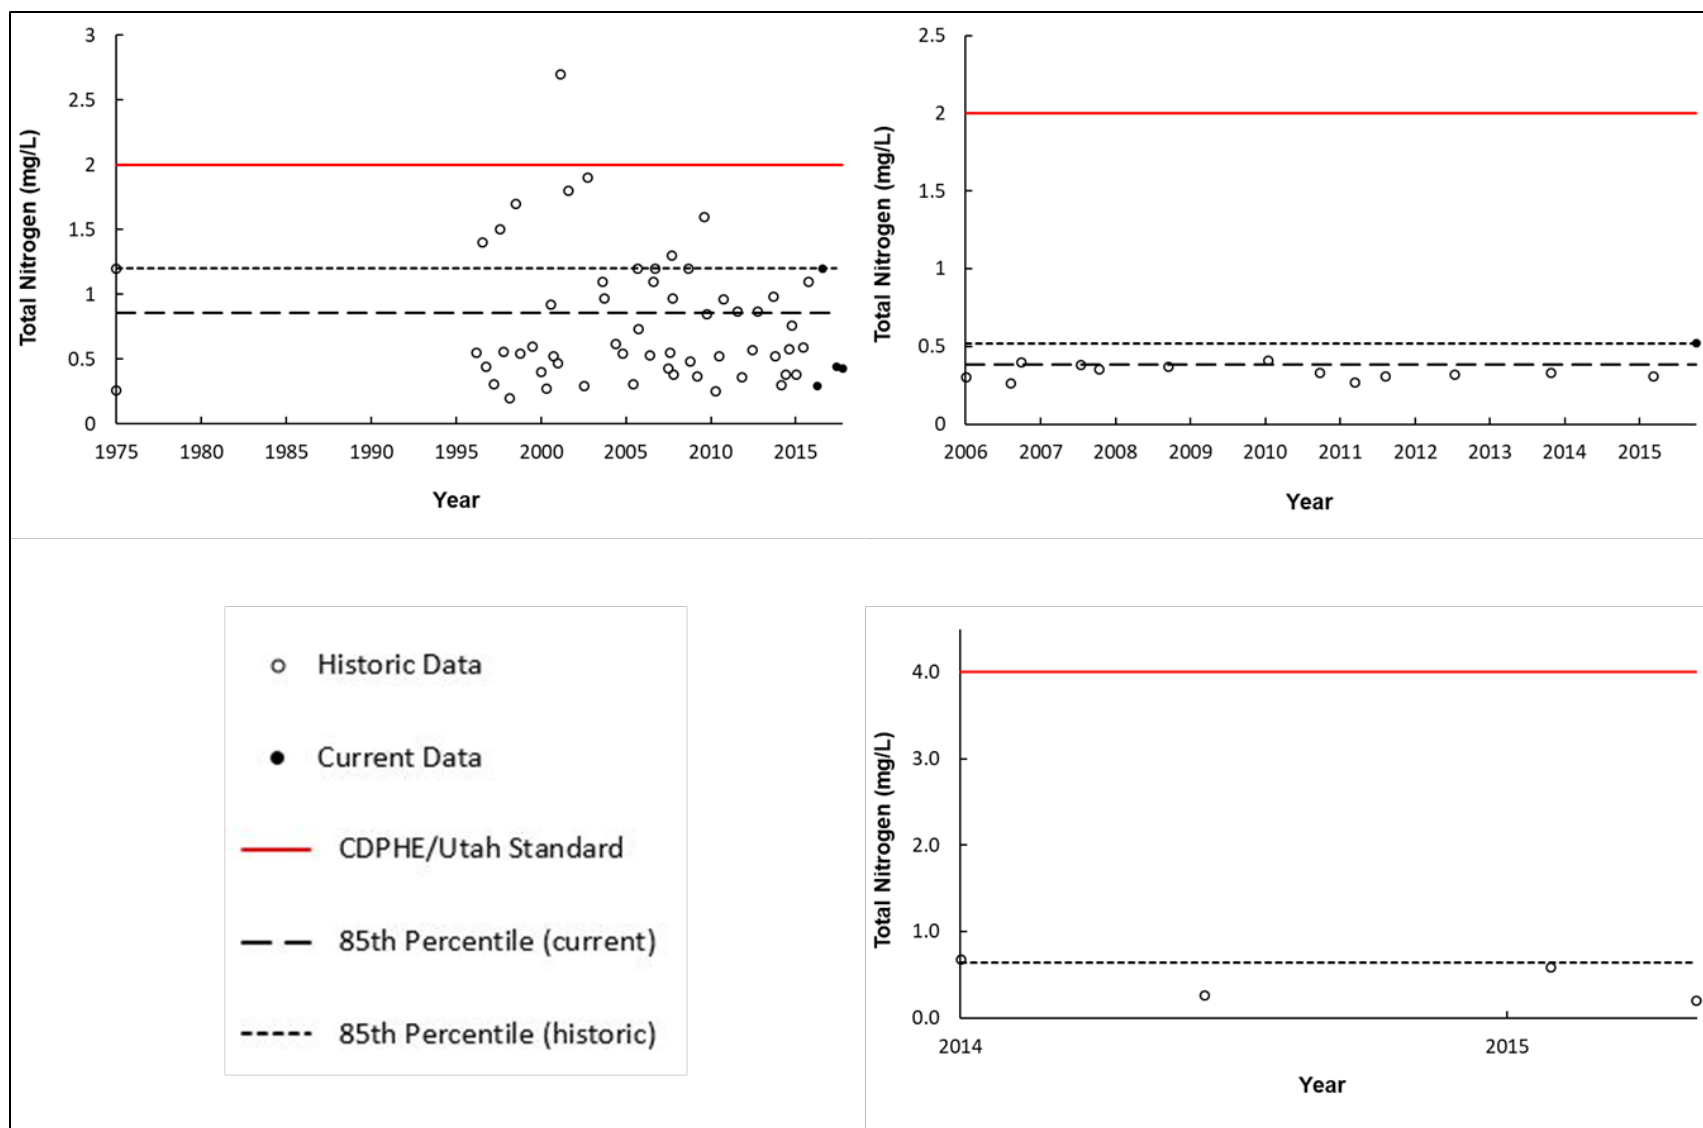 3
2.5
2
1.5
1
0.5
0
Total Nitrogen (mg/L)
1975 1980 1985 1990 1995 2000 2005 2010 2015
Year
2.5
2
1.5
1
0.5
0
Total Nitrogen (mg/L)
2006 2007 2008 2009 2010 2011 2012 2013 2014 2015
Year
Historic Data
Current Data
CDPHE/Utah Standard
85th Percentile (current)
85th Percentile (historic)
4.0
3.0
2.0
1.0
0.0
Total Nitrogen (mg/L)
2014 2015
Year